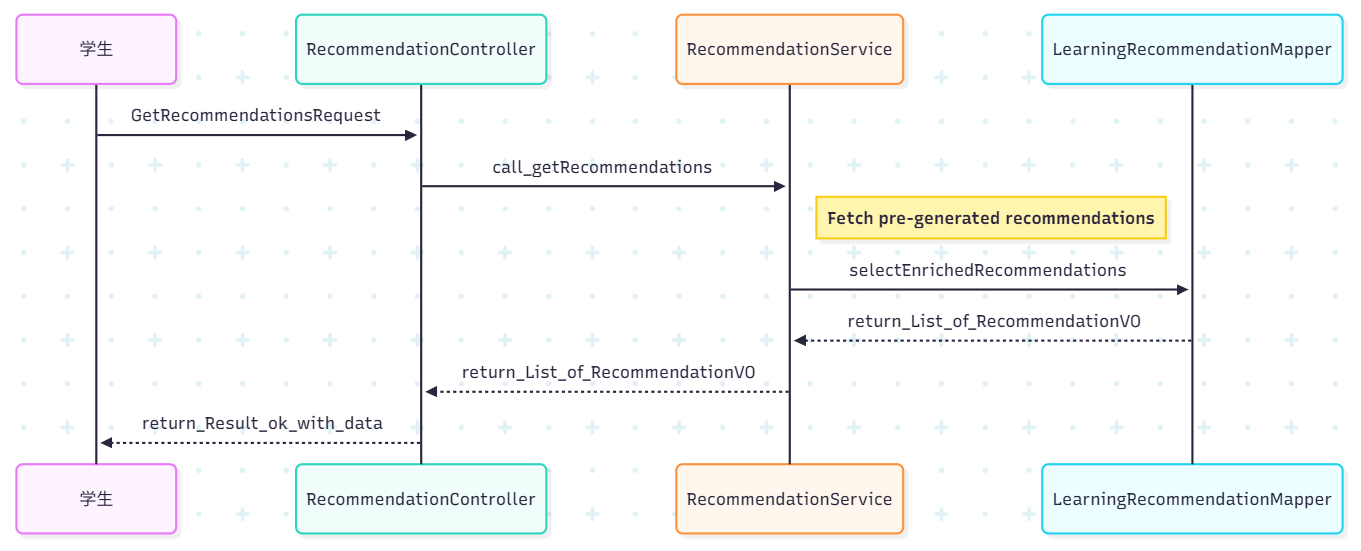 学生
RecommendationController
RecommendationService
LearningRecommendationMapper
GetRecommendationsRequest
call_getRecommendations
Fetch pre-generated recommendations
selectEnrichedRecommendations
return_List_of_RecommendationVO
return_List_of_RecommendationVO
return_Result_ok_with_data
学生
RecommendationController
RecommendationService
LearningRecommendationMapper